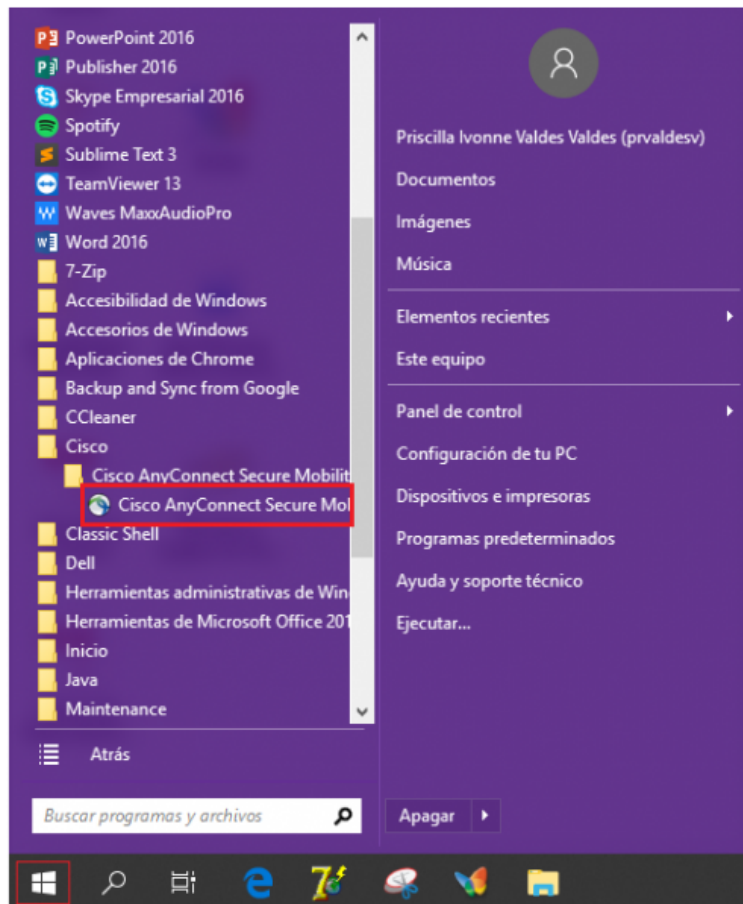 PowerPoint 2016
Publisher 2016
Skype Empresarial 2016
Spotify
Sublime Text 3
TeamViewer 13
Waves MaxxAudioPro
Word 2016
7-Zip
Accesibilidad de Windows
Accesorios de Windows
Aplicaciones de Chrome
Backup and Sync from Google
CCleaner
Cisco
Cisco AnyConnect Secure Mobilit
Cisco AnyConnect Secure Mol
Classic Shell
Dell
Herramientas administrativas de Win
Herramientas de Microsoft Office 201
Inicio
Java
Maintenance
Atrás
Buscar programas y archivos
Priscilla Ivonne Valdes Valdes (prvaldesv)
Documentos
Imágenes
Música
Elementos recientes
Este equipo
Panel de control
Configuración de tu PC
Dispositivos e impresoras
Programas predeterminados
Ayuda y soporte técnico
Ejecutar...
Apagar